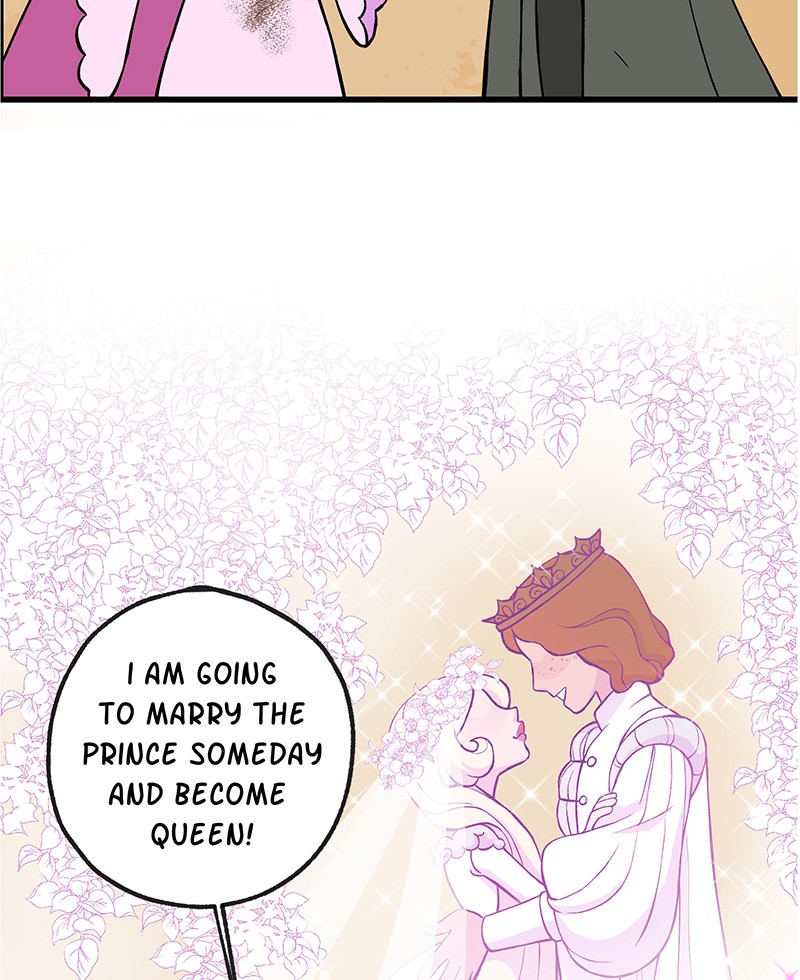 I AM GOING
TO MARRY THE
PRINCE SOMEDAY
AND BECOME
QUEEN!